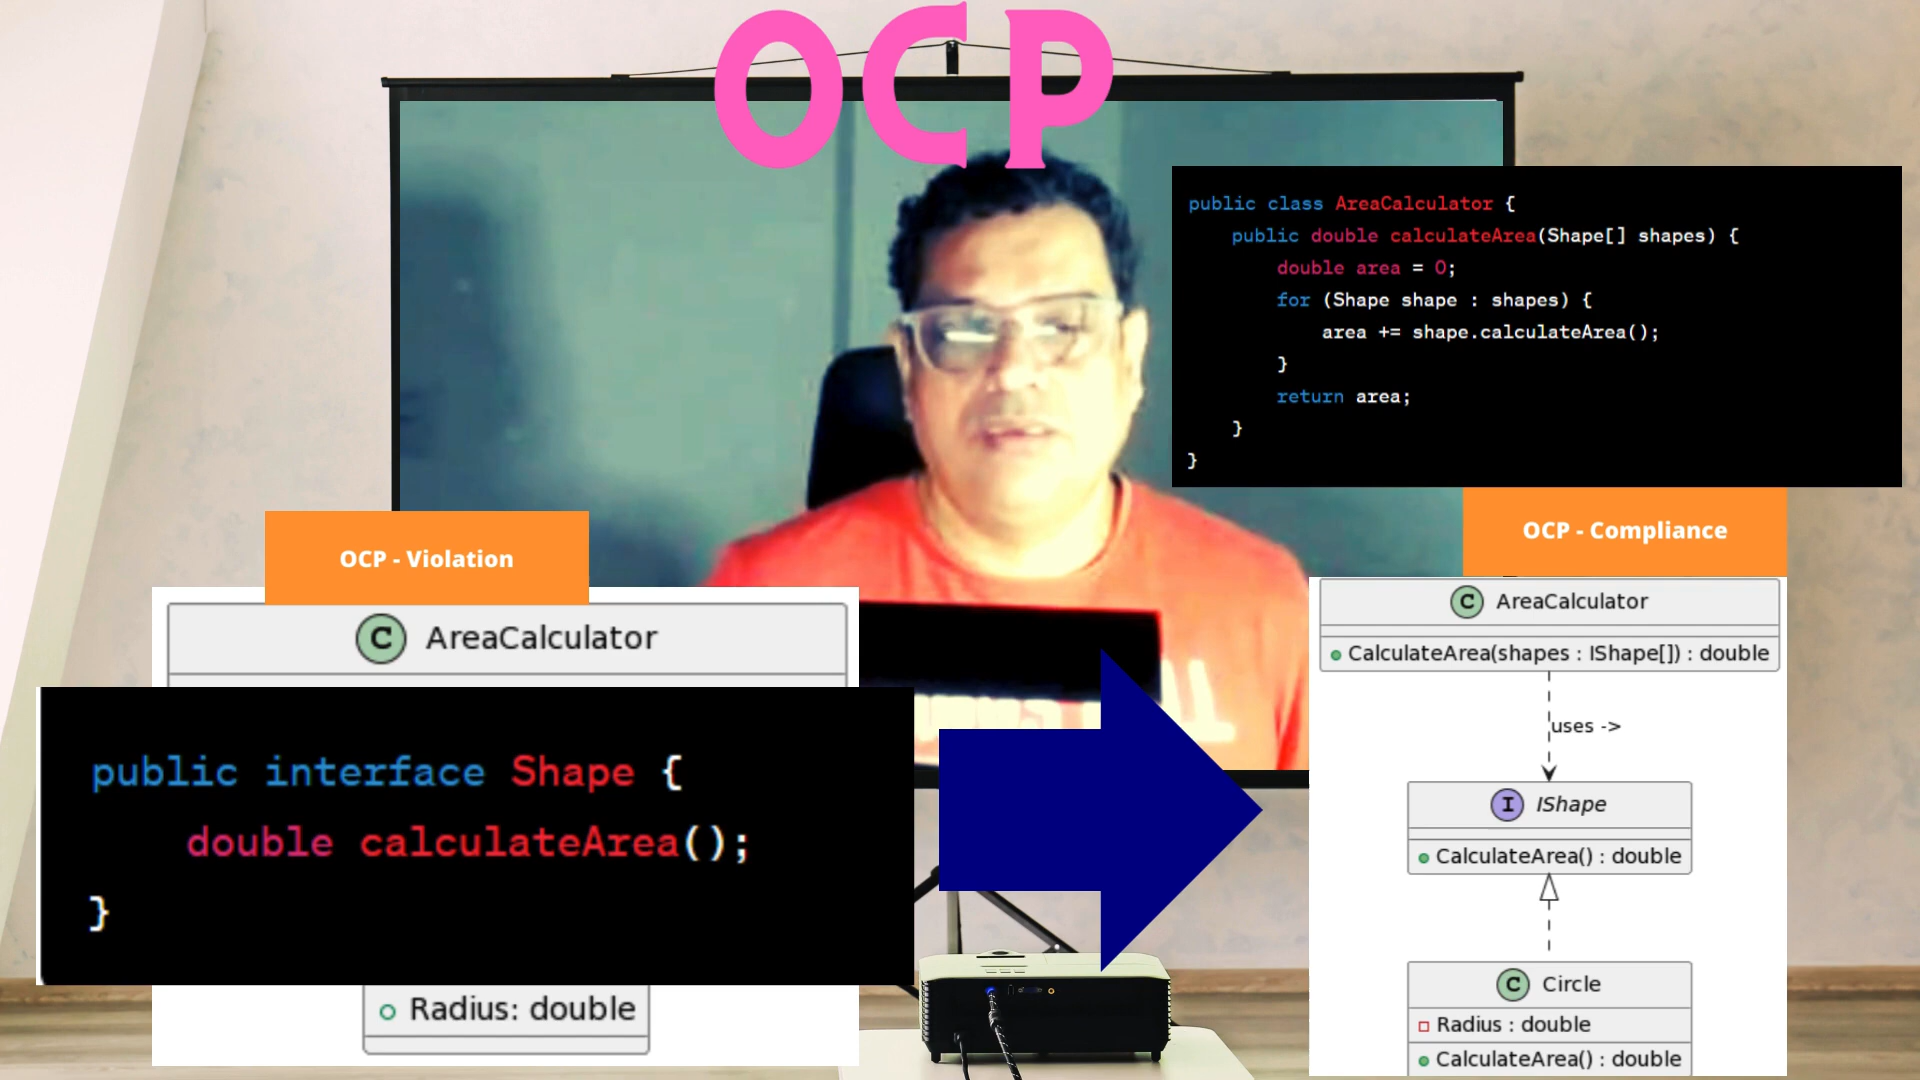 OCP
public class AreaCalculator {
public double calculateArea(Shape[] shapes) {
double area = 0;
for (Shape shape : shapes) {
area += shape.calculateArea();
}
return area;
}
}
OCP - Violation
C AreaCalculator
public interface Shape {
double calculateArea();
}
Radius: double
OCP - Compliance
C AreaCalculator
CalculateArea(shapes : IShape[]) : double
uses ->
I IShape
CalculateArea() : double
C Circle
Radius : double
CalculateArea() : double